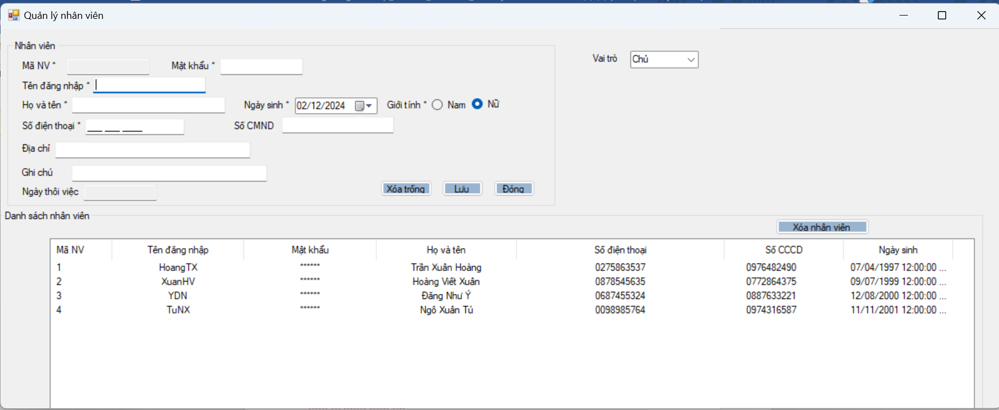 Quản lý nhân viên
Nhân viên
Mã NV * Mật khẩu *
Vai trò Chủ
Tên đăng nhập *
Họ và tên * Ngày sinh * 02/12/2024 Giới tính * Nam Nữ
Số điện thoại * ___ ___ ____ Số CMND
Địa chỉ
Ghi chú
Ngày thôi việc
Xóa trống Lưu Đóng
Danh sách nhân viên
Xóa nhân viên
Mã NV Tên đăng nhập Mật khẩu Họ và tên Số điện thoại Số CCCD Ngày sinh
1 HoangTX ****** Trần Xuân Hoàng 0275863537 0976482490 07/04/1997 12:00:00 ...
2 XuanHV ****** Hoàng Viết Xuân 0878545635 0772864375 09/07/1999 12:00:00 ...
3 YDN ****** Đăng Như Ý 0687455324 0887633221 12/08/2000 12:00:00 ...
4 TuNX ****** Ngô Xuân Tú 0098985764 0974316587 11/11/2001 12:00:00 ...